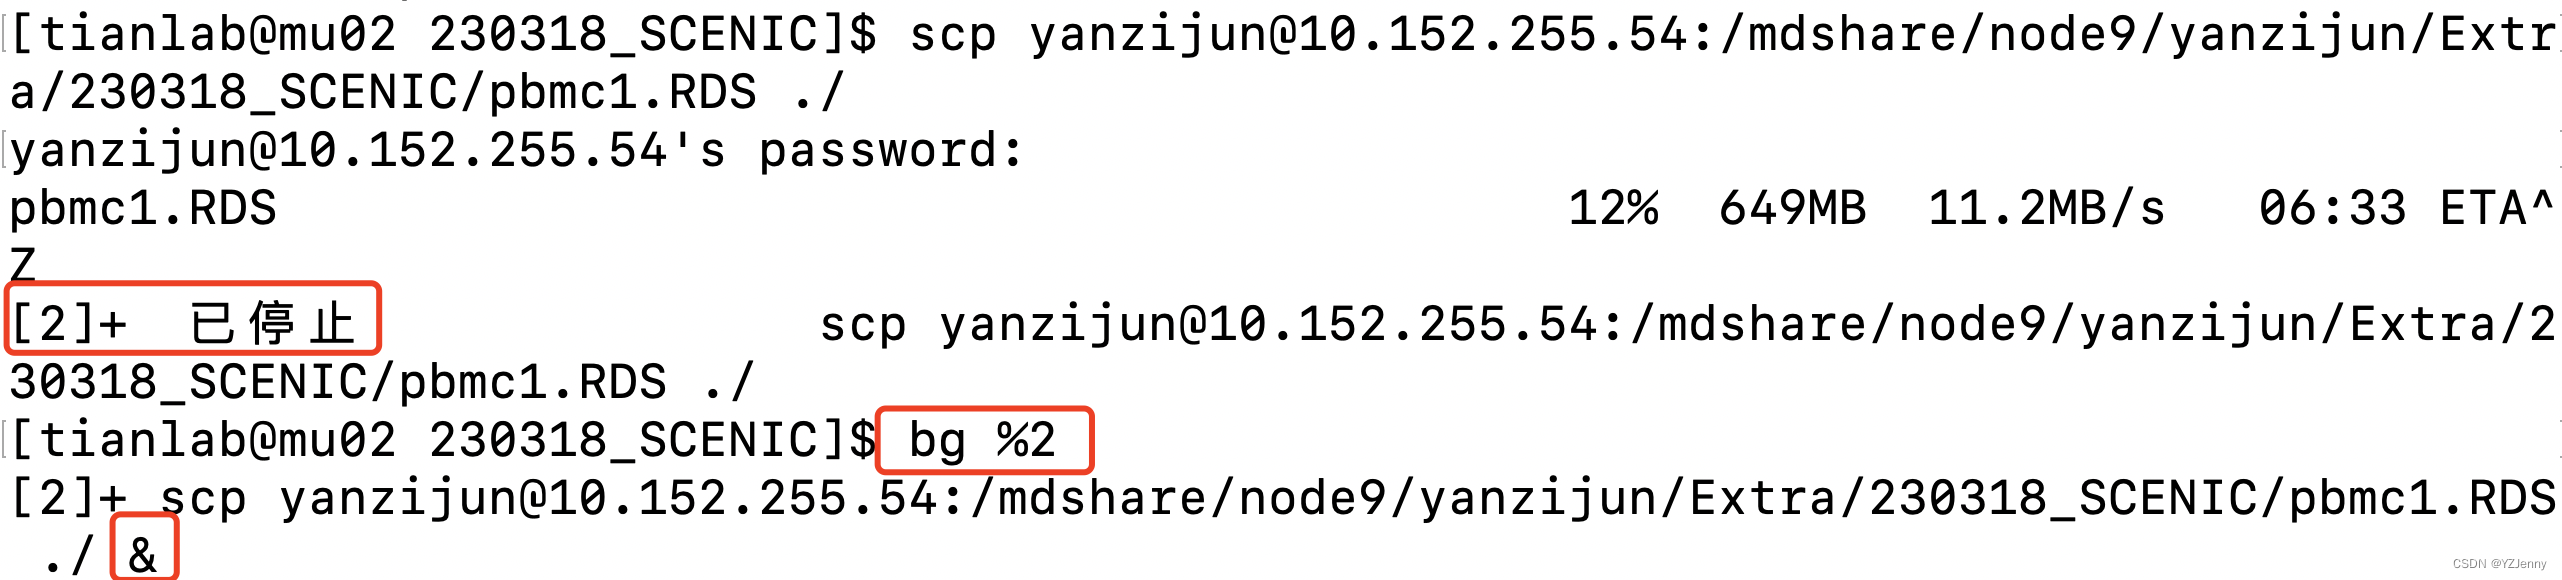 [tianlab@mu02 230318_SCENIC]$ scp yanzijun@10.152.255.54:/mdshare/node9/yanzijun/Extr
a/230318_SCENIC/pbmc1.RDS ./
yanzijun@10.152.255.54's password:
pbmc1.RDS 12% 649MB 11.2MB/s 06:33 ETA^
Z
[2]+ 已停止 scp yanzijun@10.152.255.54:/mdshare/node9/yanzijun/Extra/2
30318_SCENIC/pbmc1.RDS ./
[tianlab@mu02 230318_SCENIC]$ bg %2
[2]+ scp yanzijun@10.152.255.54:/mdshare/node9/yanzijun/Extra/230318_SCENIC/pbmc1.RDS
./ &
CSDN @YZJenny